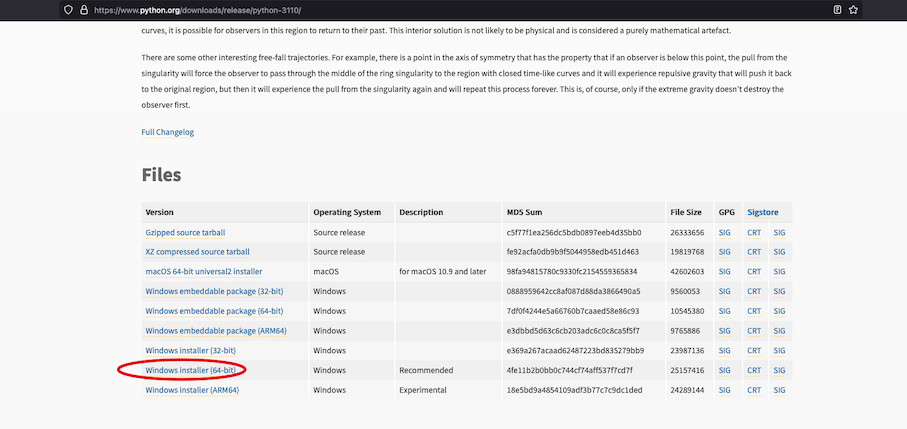 https://www.python.org/downloads/release/python-3110/
curves, it is possible for observers in this region to return to their past. This interior solution is not likely to be physical and is considered a purely mathematical artefact.
There are some other interesting free-fall trajectories. For example, there is a point in the axis of symmetry that has the property that if an observer is below this point, the pull from the
singularity will force the observer to pass through the middle of the ring singularity to the region with closed time-like curves and it will experience repulsive gravity that will push it back
to the original region, but then it will experience the pull from the singularity again and will repeat this process forever. This is, of course, only if the extreme gravity doesn't destroy the
observer first.
Full Changelog
Files
Version Operating System Description MD5 Sum File Size GPG Sigstore
Gzipped source tarball Source release c5f77f1ea256dc5bdb0897eeb4d35bb0 26333656 SIG CRT SIG
XZ compressed source tarball Source release fe92acfa0db9b9f5044958edb451d463 19819768 SIG CRT SIG
macOS 64-bit universal2 installer macOS for macOS 10.9 and later 98fa94815780c9330fc2154559365834 42602603 SIG CRT SIG
Windows embeddable package (32-bit) Windows 0888959642cc8af087d88da3866490a5 9560053 SIG CRT SIG
Windows embeddable package (64-bit) Windows 7df0f4244e5a66760b7caaed58e86c93 10545380 SIG CRT SIG
Windows embeddable package (ARM64) Windows e3dbbd5d63c6cb203adc6c0c8ca5f5f7 9765886 SIG CRT SIG
Windows installer (32-bit) Windows e369a267acaad62487223bd835279bb9 23987136 SIG CRT SIG
Windows installer (64-bit) Windows Recommended 4fe11b2b0bb0c744cf74aff537f7cd7f 25157416 SIG CRT SIG
Windows installer (ARM64) Windows Experimental 18e5bd9a4854109adf3b77c7c9dc1ded 24289144 SIG CRT SIG